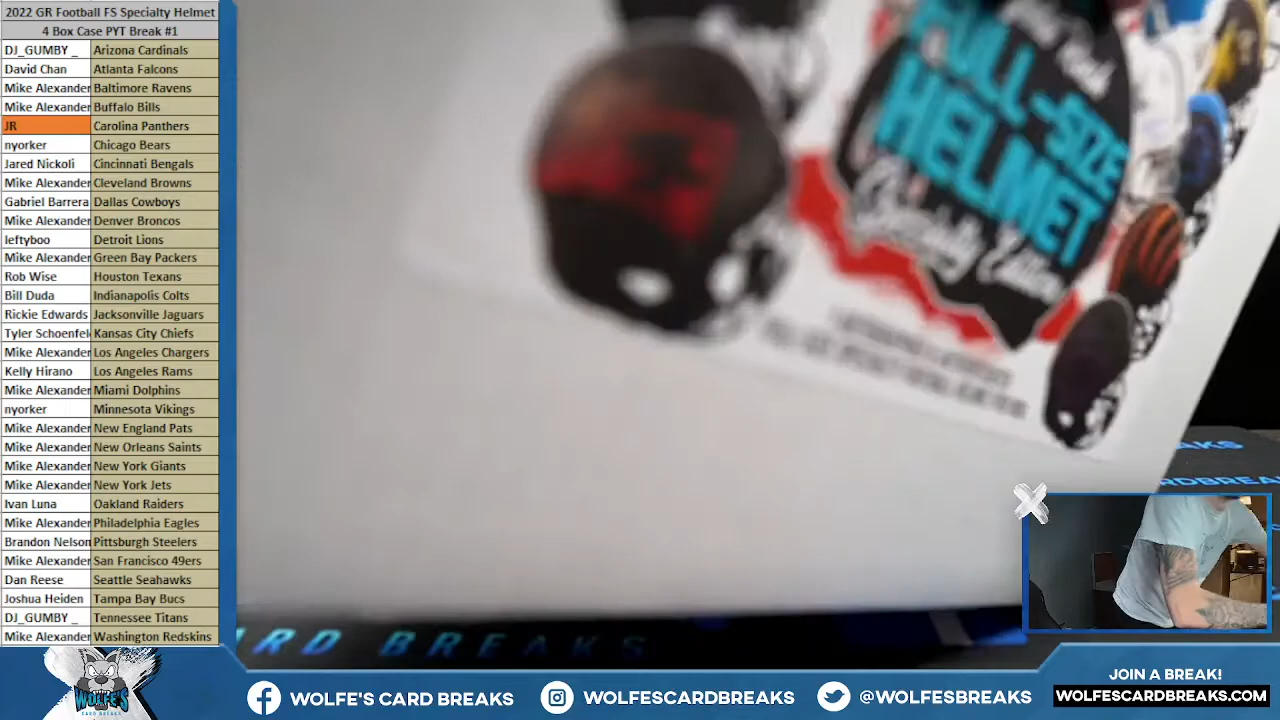 2022 GR Football FS Specialty Helmet
4 Box Case PYT Break #1
DJ_GUMBY_ Arizona Cardinals
David Chan Atlanta Falcons
Mike Alexander Baltimore Ravens
Mike Alexander Buffalo Bills
JR Carolina Panthers
nyorker Chicago Bears
Jared Nickoli Cincinnati Bengals
Mike Alexander Cleveland Browns
Gabriel Barrera Dallas Cowboys
Mike Alexander Denver Broncos
leftyboo Detroit Lions
Mike Alexander Green Bay Packers
Rob Wise Houston Texans
Bill Duda Indianapolis Colts
Rickie Edwards Jacksonville Jaguars
Tyler Schoenfel Kansas City Chiefs
Mike Alexander Los Angeles Chargers
Kelly Hirano Los Angeles Rams
Mike Alexander Miami Dolphins
nyorker Minnesota Vikings
Mike Alexander New England Pats
Mike Alexander New Orleans Saints
Mike Alexander New York Giants
Mike Alexander New York Jets
Ivan Luna Oakland Raiders
Mike Alexander Philadelphia Eagles
Brandon Nelson Pittsburgh Steelers
Mike Alexander San Francisco 49ers
Dan Reese Seattle Seahawks
Joshua Heiden Tampa Bay Bucs
DJ_GUMBY_ Tennessee Titans
Mike Alexander Washington Redskins
FULL-SIZE
HELMET
Specialty Edition
AKS
RDBREA
ARD BREAKS
WOLFE'S
CARD BREAKS
WOLFE'S CARD BREAKS
WOLFESCARDBREAKS
@WOLFESBREAKS
JOIN A BREAK!
WOLFESCARDBREAKS.COM